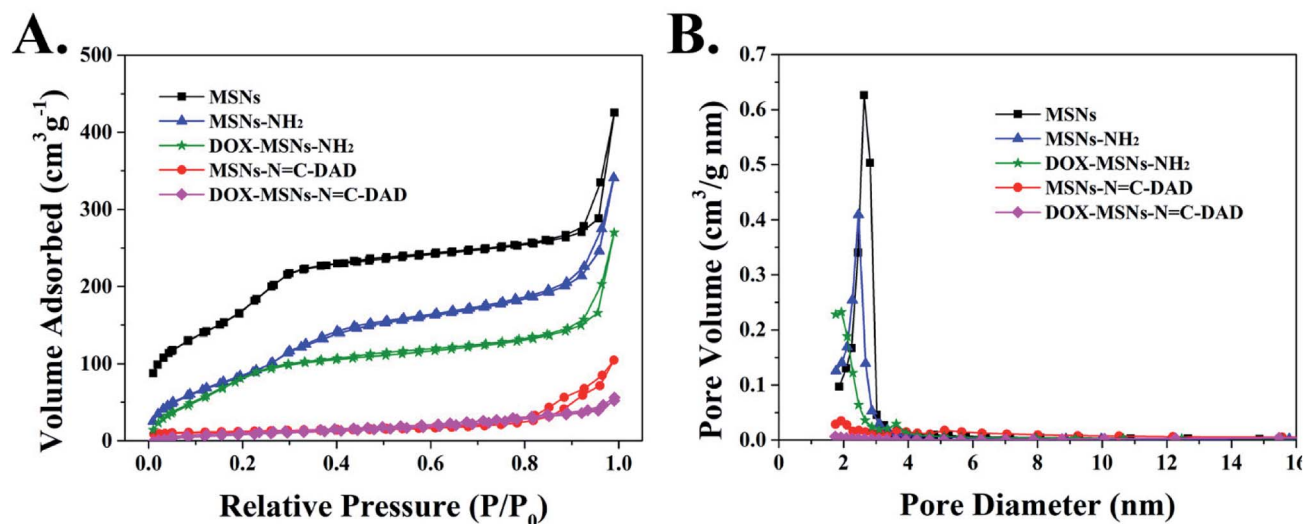 A.
500
400
300
200
100
0
Volume Adsorbed (cm³g⁻¹)
MSNs
MSNs-NH₂
DOX-MSNs-NH₂
MSNs-N=C-DAD
DOX-MSNs-N=C-DAD
0.0 0.2 0.4 0.6 0.8 1.0
Relative Pressure (P/P₀)
B.
0.7
0.6
0.5
0.4
0.3
0.2
0.1
0.0
Pore Volume (cm³/g nm)
MSNs
MSNs-NH₂
DOX-MSNs-NH₂
MSNs-N=C-DAD
DOX-MSNs-N=C-DAD
2 4 6 8 10 12 14 16
Pore Diameter (nm)